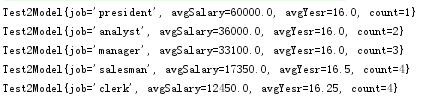 Test2Model{job='president', avgSalary=60000.0, avgYesr=16.0, count=1}
Test2Model{job='analyst', avgSalary=36000.0, avgYesr=16.0, count=2}
Test2Model{job='manager', avgSalary=33100.0, avgYesr=16.0, count=3}
Test2Model{job='salesman', avgSalary=17350.0, avgYesr=16.5, count=4}
Test2Model{job='clerk', avgSalary=12450.0, avgYesr=16.25, count=4}